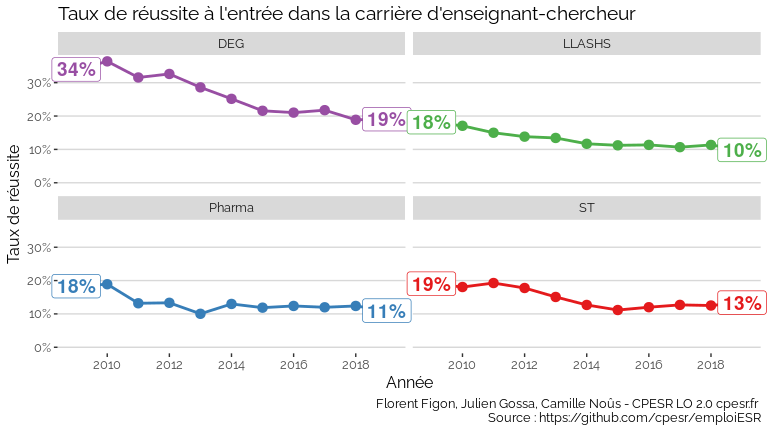 Taux de réussite à l'entrée dans la carrière d'enseignant-chercheur
DEG
LLASHS
30%
20%
10%
0%
34%
19%
18%
10%
Pharma
ST
30%
20%
10%
0%
18%
11%
19%
13%
2010 2012 2014 2016 2018
2010 2012 2014 2016 2018
Taux de réussite
Année
Florent Figon, Julien Gossa, Camille Noûs - CPESR LO 2.0 cpesr.fr
Source : https://github.com/cpesr/emploiESR